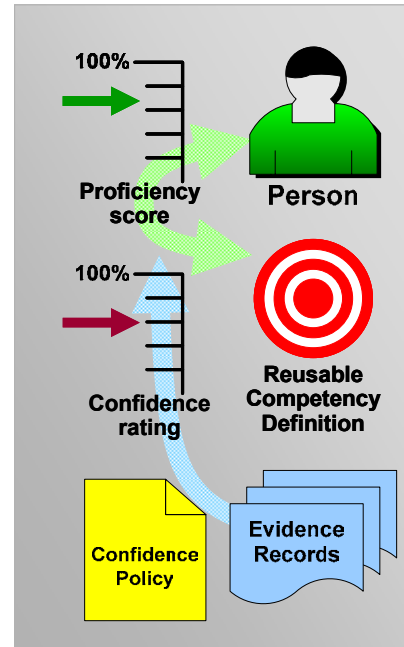 100%
Proficiency
score
Person
100%
Confidence
rating
Reusable
Competency
Definition
Confidence
Policy
Evidence
Records